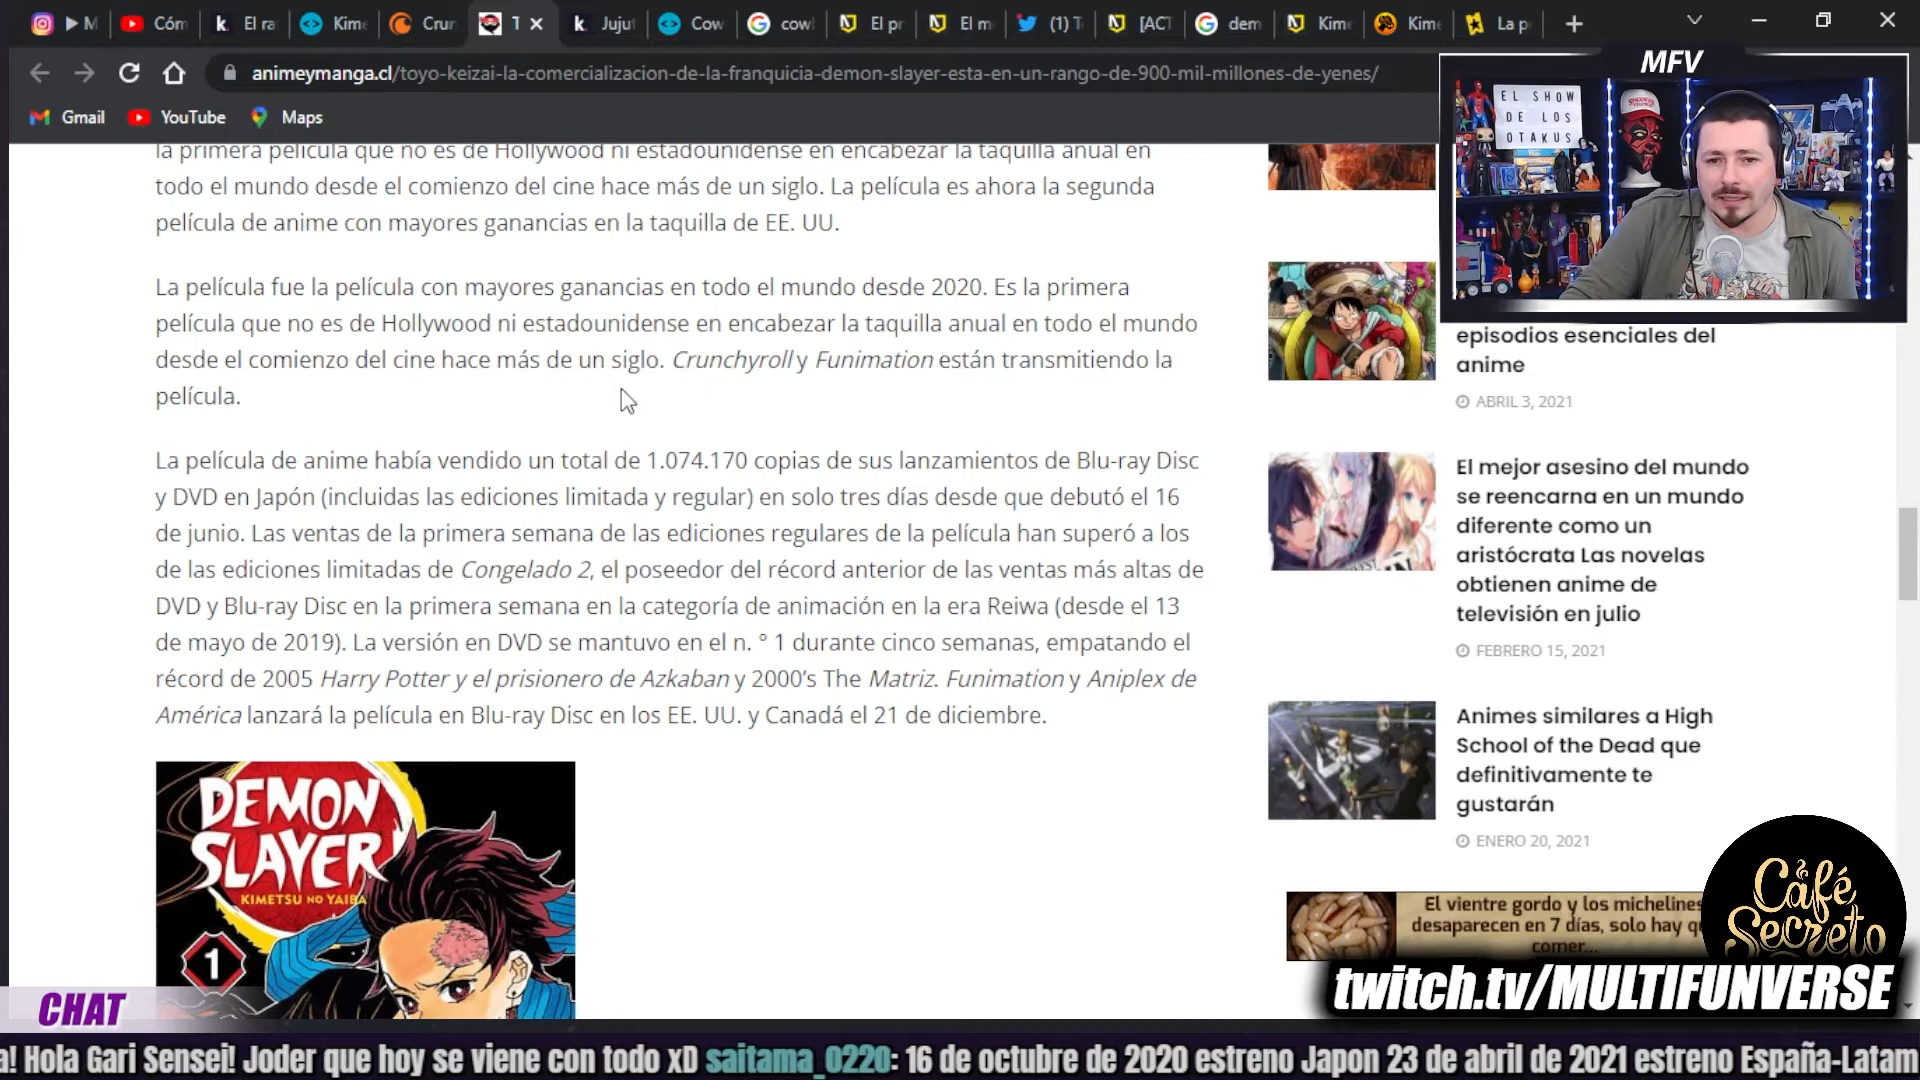 M
Cóm
El ra
Kime
Crun
T
Jujut
Cow
cow
El pr
El m
(1) T
[ACT
dem
Kime
Kime
La p
animeymanga.cl/toyo-keizai-la-comercializacion-de-la-franquicia-demon-slayer-esta-en-un-rango-de-900-mil-millones-de-yenes/
Gmail
YouTube
Maps
MFV
EL SHOW
DE LOS
OTAKUS
la primera película que no es de Hollywood ni estadounidense en encabezar la taquilla anual en
todo el mundo desde el comienzo del cine hace más de un siglo. La película es ahora la segunda
película de anime con mayores ganancias en la taquilla de EE. UU.
La película fue la película con mayores ganancias en todo el mundo desde 2020. Es la primera
película que no es de Hollywood ni estadounidense en encabezar la taquilla anual en todo el mundo
desde el comienzo del cine hace más de un siglo. Crunchyroll y Funimation están transmitiendo la
película.
La película de anime había vendido un total de 1.074.170 copias de sus lanzamientos de Blu-ray Disc
y DVD en Japón (incluidas las ediciones limitada y regular) en solo tres días desde que debutó el 16
de junio. Las ventas de la primera semana de las ediciones regulares de la película han superó a los
de las ediciones limitadas de Congelado 2, el poseedor del récord anterior de las ventas más altas de
DVD y Blu-ray Disc en la primera semana en la categoría de animación en la era Reiwa (desde el 13
de mayo de 2019). La versión en DVD se mantuvo en el n. ° 1 durante cinco semanas, empatando el
récord de 2005 Harry Potter y el prisionero de Azkaban y 2000's The Matriz. Funimation y Aniplex de
América lanzará la película en Blu-ray Disc en los EE. UU. y Canadá el 21 de diciembre.
DEMON
SLAYER
KIMETSU NO YAIBA
1
episodios esenciales del
anime
ABRIL 3, 2021
El mejor asesino del mundo
se reencarna en un mundo
diferente como un
aristócrata Las novelas
obtienen anime de
televisión en julio
FEBRERO 15, 2021
Animes similares a High
School of the Dead que
definitivamente te
gustarán
ENERO 20, 2021
El vientre gordo y los michelines
desaparecen en 7 días, solo hay qu
comer...
Café
Secreto
twitch.tv/MULTIFUNVERSE
CHAT
a! Hola Gari Sensei! Joder que hoy se viene con todo xD saitama_0220: 16 de octubre de 2020 estreno Japon 23 de abril de 2021 estreno España-Latam